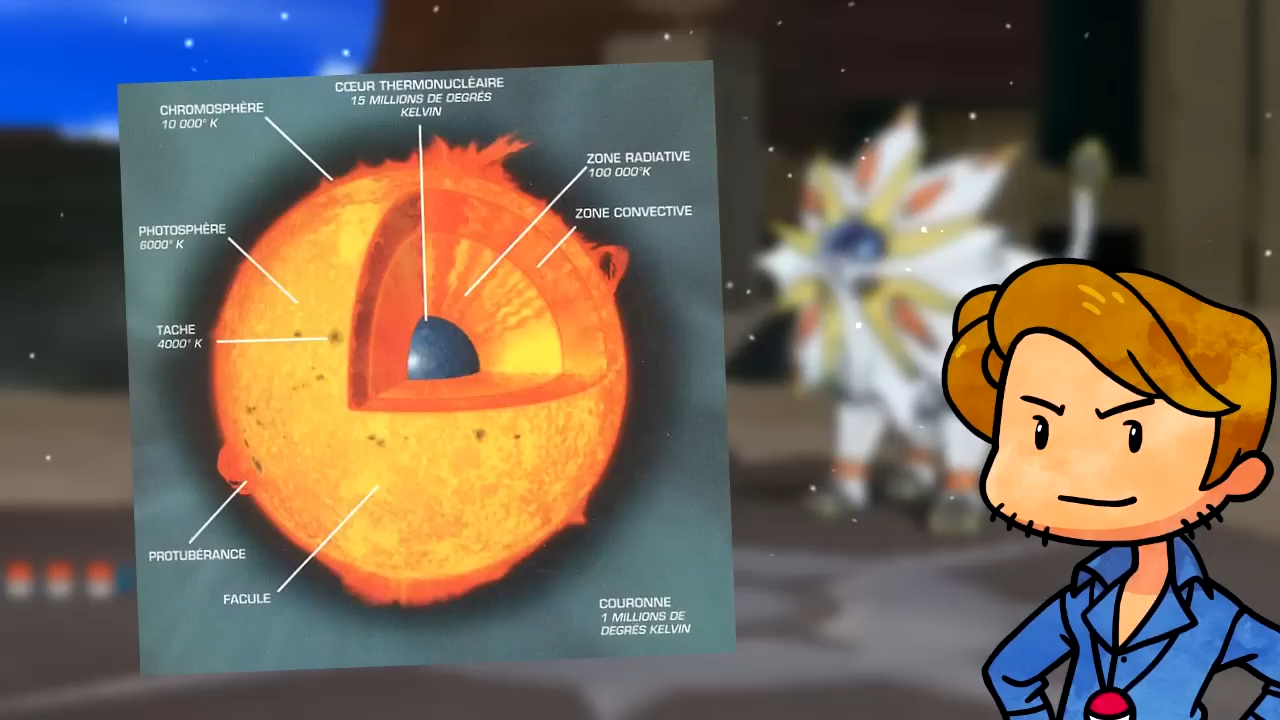 CŒUR THERMONUCLÉAIRE
15 MILLIONS DE DEGRÉS
KELVIN
CHROMOSPHÈRE
10 000° K
ZONE RADIATIVE
100 000°K
ZONE CONVECTIVE
PHOTOSPHÈRE
6000° K
TACHE
4000° K
PROTUBÉRANCE
FACULE
COURONNE
1 MILLIONS DE
DEGRÉS KELVIN